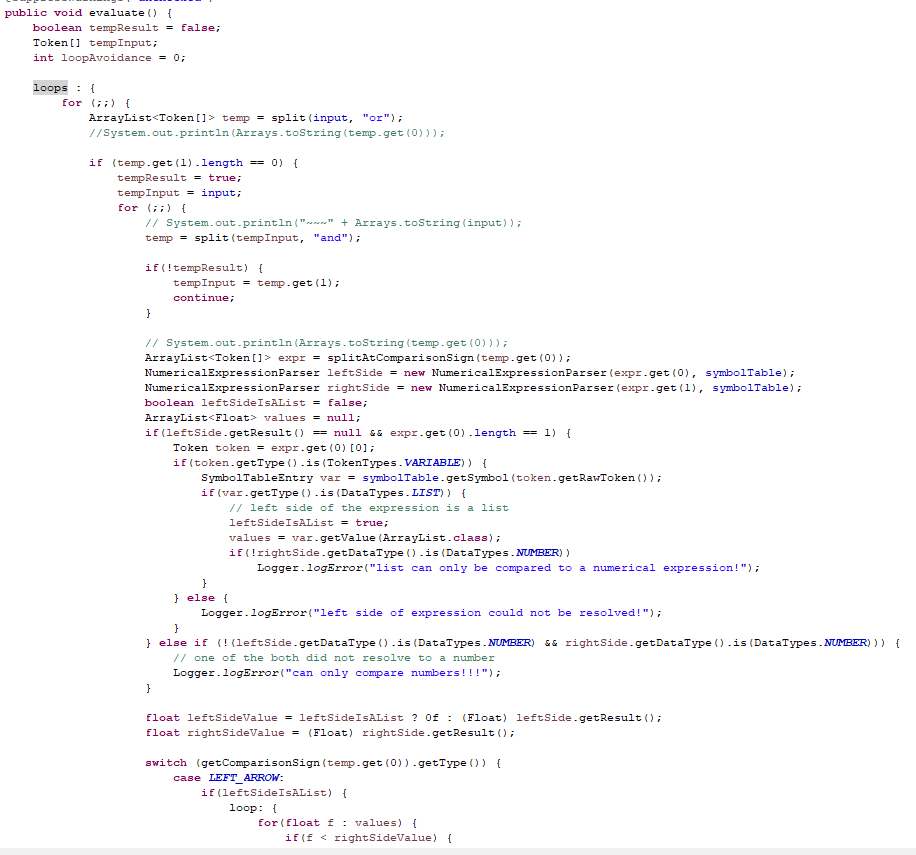 public void evaluate() {
boolean tempResult = false;
Token[] tempInput;
int loopAvoidance = 0;
loops : {
for (;;) {
ArrayList<Token[]> temp = split(input, "or");
//System.out.println(Arrays.toString(temp.get(0)));
if (temp.get(1).length == 0) {
tempResult = true;
tempInput = input;
for (;;) {
// System.out.println("~~~" + Arrays.toString(input));
temp = split(tempInput, "and");
if(!tempResult) {
tempInput = temp.get(1);
continue;
}
// System.out.println(Arrays.toString(temp.get(0)));
ArrayList<Token[]> expr = splitAtComparisonSign(temp.get(0));
NumericalExpressionParser leftSide = new NumericalExpressionParser(expr.get(0), symbolTable);
NumericalExpressionParser rightSide = new NumericalExpressionParser(expr.get(1), symbolTable);
boolean leftSideIsAList = false;
ArrayList<Float> values = null;
if(leftSide.getResult() == null && expr.get(0).length == 1) {
Token token = expr.get(0)[0];
if(token.getType().is(TokenTypes.VARIABLE)) {
SymbolTableEntry var = symbolTable.getSymbol(token.getRawToken());
if(var.getType().is(DataTypes.LIST)) {
// left side of the expression is a list
leftSideIsAList = true;
values = var.getValue(ArrayList.class);
if(!rightSide.getDataType().is(DataTypes.NUMBER))
Logger.logError("list can only be compared to a numerical expression!");
}
} else {
Logger.logError("left side of expression could not be resolved!");
}
} else if (!(leftSide.getDataType().is(DataTypes.NUMBER) && rightSide.getDataType().is(DataTypes.NUMBER))) {
// one of the both did not resolve to a number
Logger.logError("can only compare numbers!!!");
}
float leftSideValue = leftSideIsAList ? 0f : (Float) leftSide.getResult();
float rightSideValue = (Float) rightSide.getResult();
switch (getComparisonSign(temp.get(0)).getType()) {
case LEFT_ARROW:
if(leftSideIsAList) {
loop: {
for(float f : values) {
if(f < rightSideValue) {